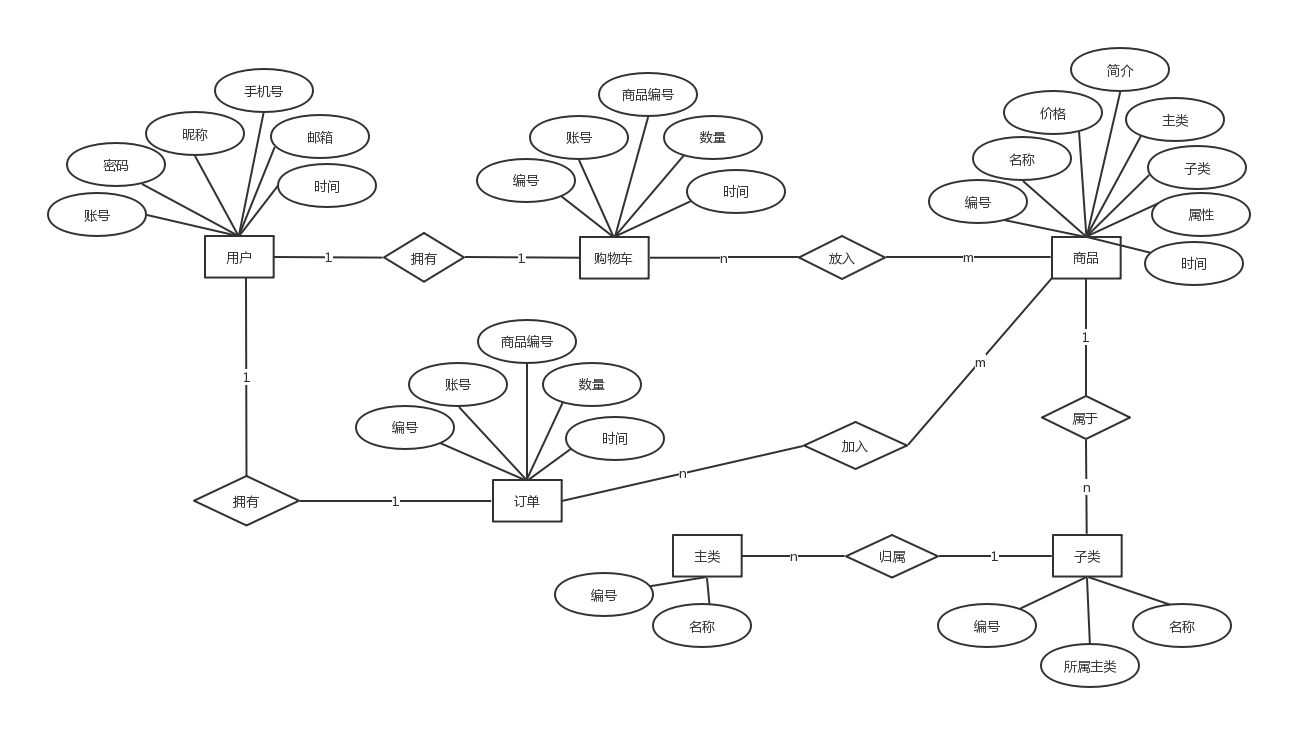 简介
手机号
商品编号
价格
主类
昵称
邮箱
账号
数量
名称
子类
密码
编号
时间
时间
编号
属性
账号
用户
1
拥有
1
购物车
n
放入
m
商品
时间
商品编号
1
m
1
账号
数量
编号
时间
属于
加入
n
n
拥有
1
订单
主类
n
归属
1
子类
编号
名称
编号
名称
所属主类